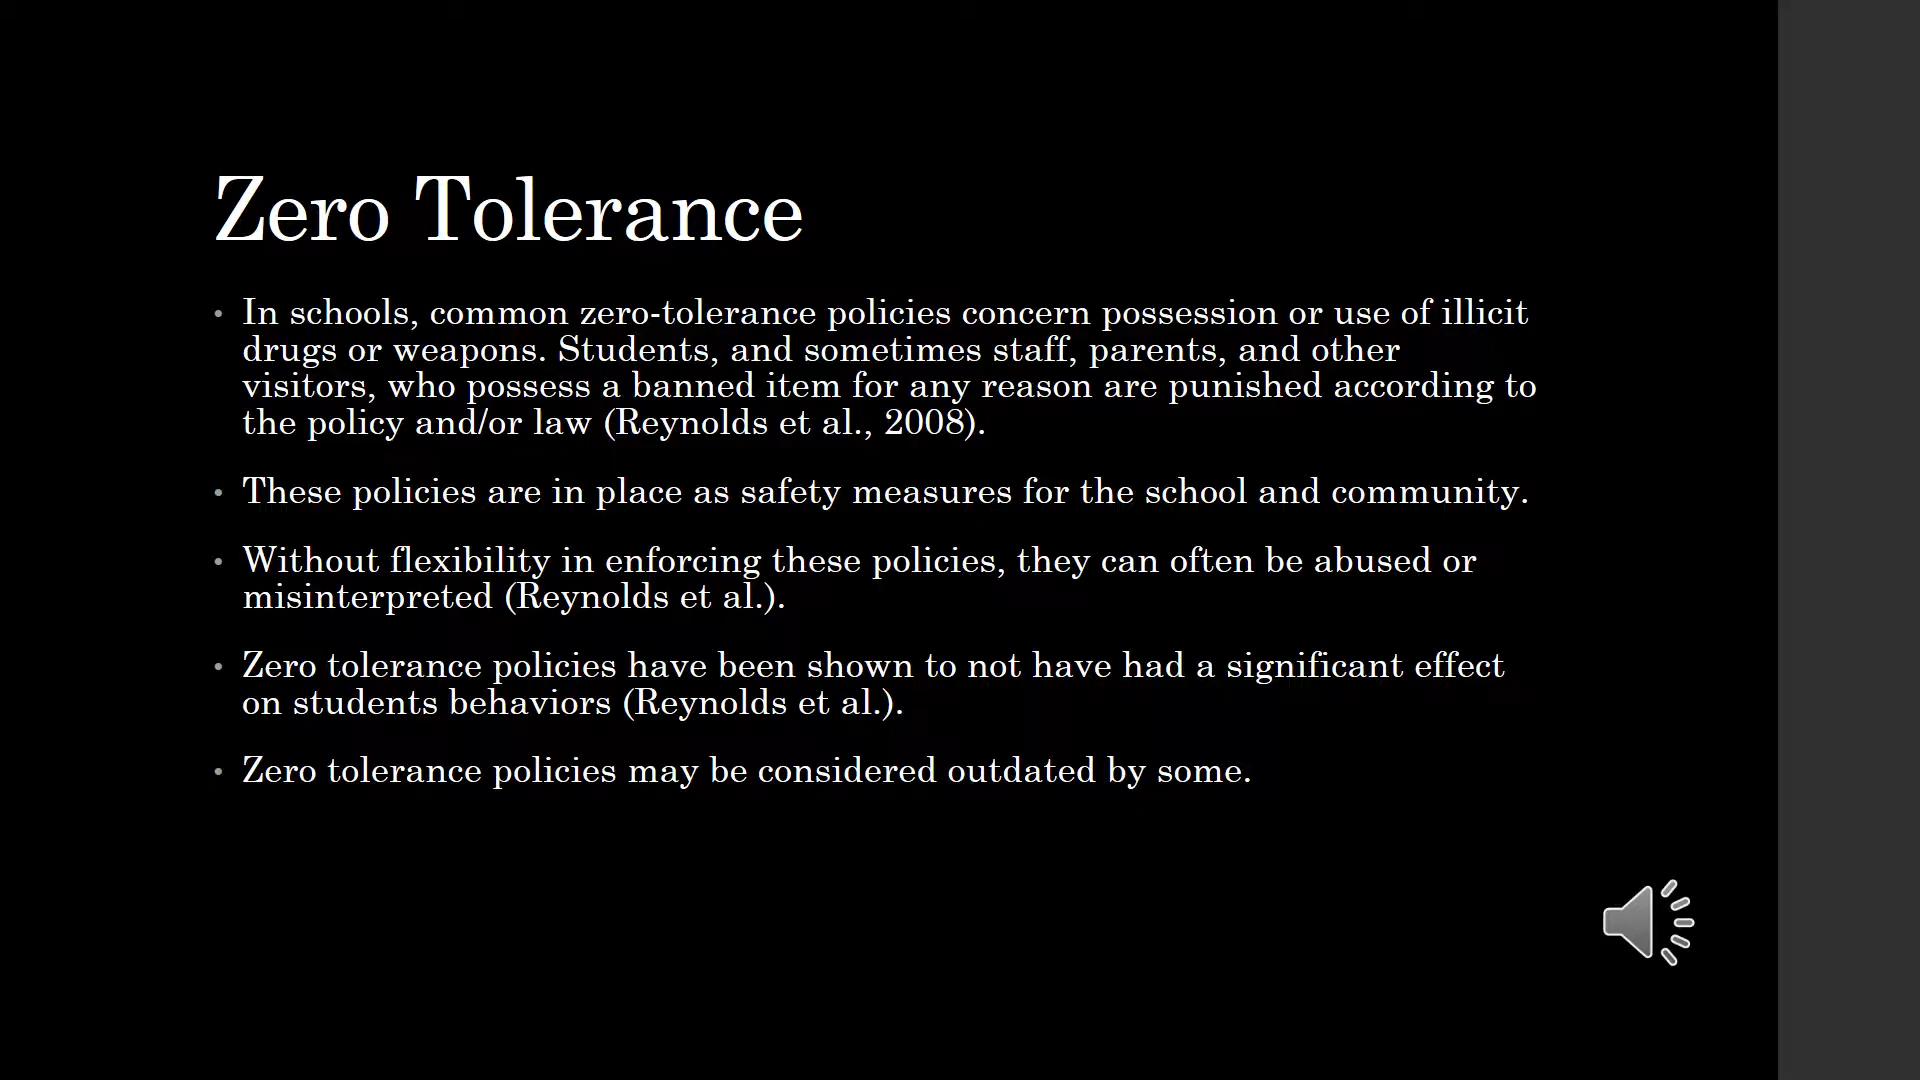 Zero Tolerance
• In schools, common zero-tolerance policies concern possession or use of illicit
drugs or weapons. Students, and sometimes staff, parents, and other
visitors, who possess a banned item for any reason are punished according to
the policy and/or law (Reynolds et al., 2008).
• These policies are in place as safety measures for the school and community.
• Without flexibility in enforcing these policies, they can often be abused or
misinterpreted (Reynolds et al.).
• Zero tolerance policies have been shown to not have had a significant effect
on students behaviors (Reynolds et al.).
• Zero tolerance policies may be considered outdated by some.